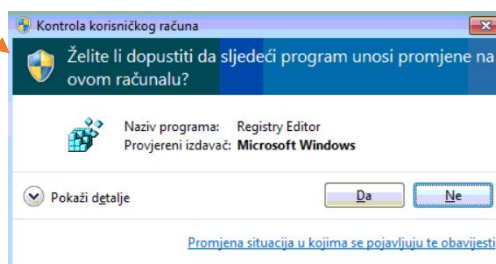 Kontrola korisničkog računa
Želite li dopustiti da sljedeći program unosi promjene na
ovom računalu?
Naziv programa: Registry Editor
Provjereni izdavač: Microsoft Windows
Pokaži detalje
Da
Ne
Promjena situacija u kojima se pojavljuju te obavijesti